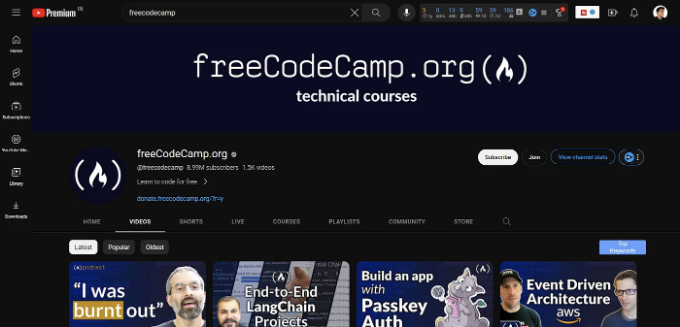 Premium IN
freecodecamp
Home
Shorts
Subscriptions
YouTube Mu...
Library
Downloads
freeCodeCamp.org
technical courses
freeCodeCamp.org
@freecodecamp 8.99M subscribers 1.5K videos
Learn to code for free.
donate.freecodecamp.org/?r=y
Subscribe
Join
View channel stats
HOME VIDEOS SHORTS LIVE COURSES PLAYLISTS COMMUNITY STORE
Latest Popular Oldest
Top
Keywords
podcast
“I was
burnt out”
End-to-End
LangChain
Projects
Build an app
with
Passkey
Auth
Event Driven
Architecture
aws